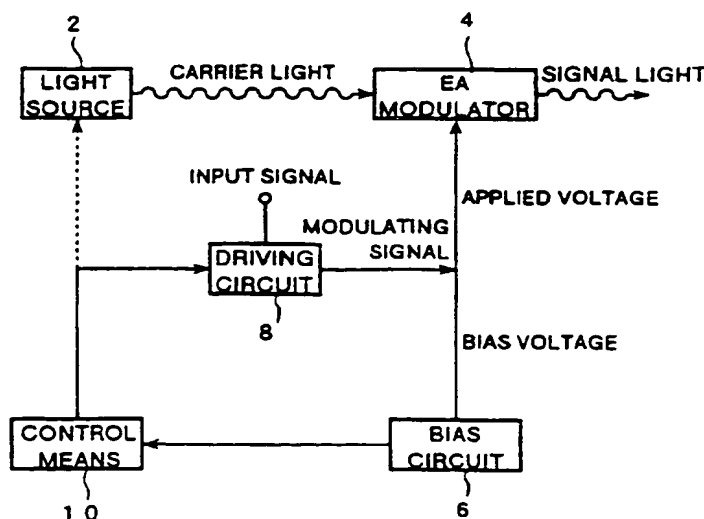 2
4
LIGHT
SOURCE
CARRIER LIGHT
EA
MODULATOR
SIGNAL LIGHT
INPUT SIGNAL
APPLIED VOLTAGE
MODULATING
SIGNAL
DRIVING
CIRCUIT
8
BIAS VOLTAGE
CONTROL
MEANS
BIAS
CIRCUIT
10
6